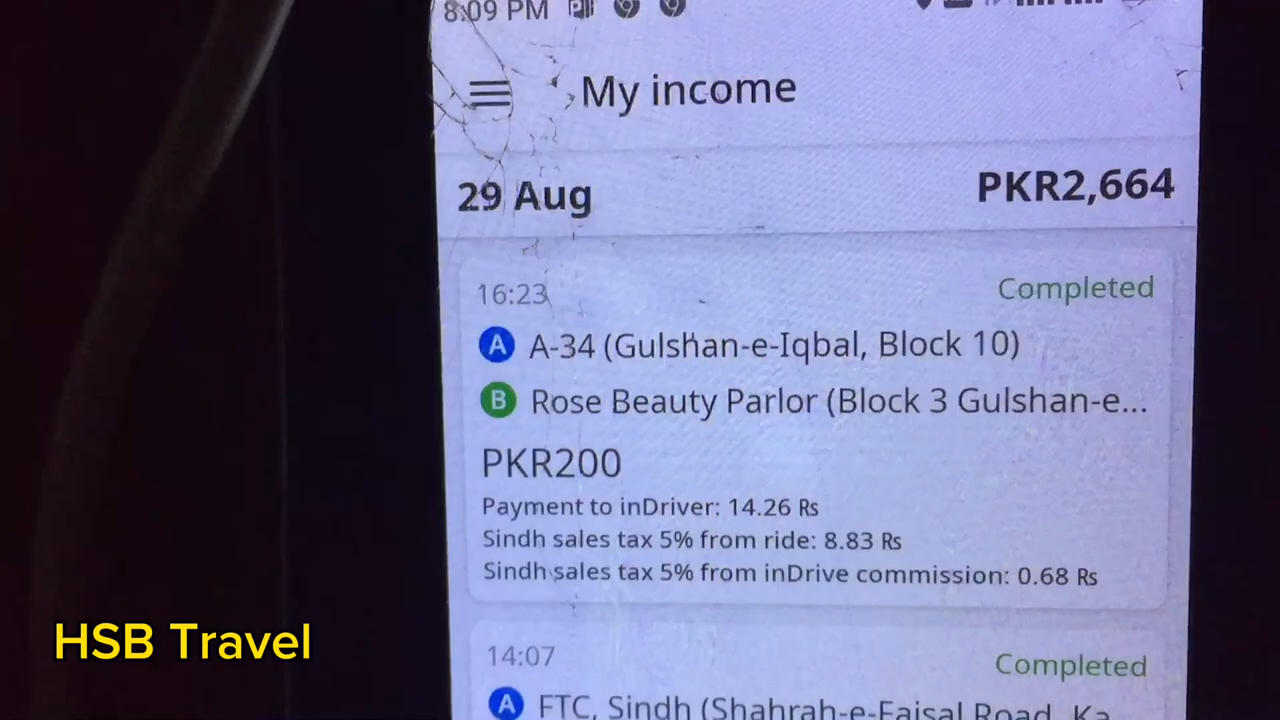 8:09 PM
My income
29 Aug
PKR2,664
16:23
Completed
A A-34 (Gulshan-e-Iqbal, Block 10)
B Rose Beauty Parlor (Block 3 Gulshan-e...
PKR200
Payment to inDriver: 14.26 Rs
Sindh sales tax 5% from ride: 8.83 Rs
Sindh sales tax 5% from inDrive commission: 0.68 Rs
14:07
Completed
A FTC, Sindh (Shahrah-e-Faisal Road, Ka
HSB Travel